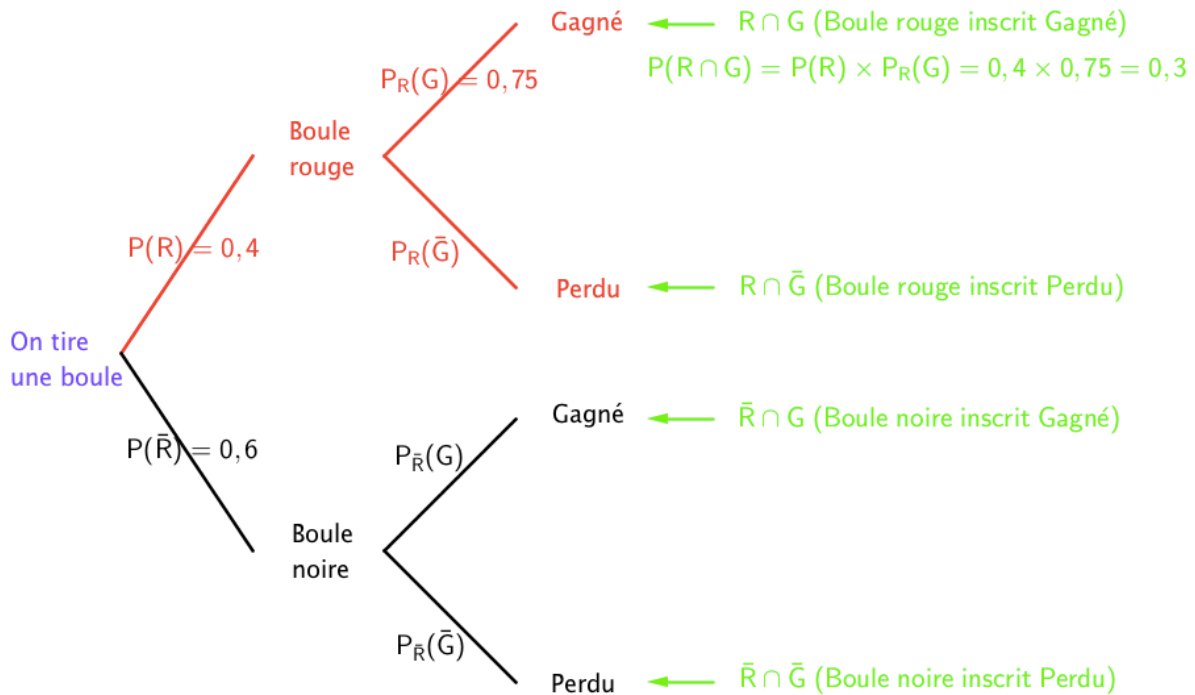 Gagné
R ∩ G (Boule rouge inscrit Gagné)
P(R ∩ G) = P(R) × P_R(G) = 0,4 × 0,75 = 0,3
P_R(G) = 0,75
Boule
rouge
P(R) = 0,4
P_R(Ḡ)
Perdu
R ∩ Ḡ (Boule rouge inscrit Perdu)
On tire
une boule
P(R̄) = 0,6
Gagné
R̄ ∩ G (Boule noire inscrit Gagné)
P_R̄(G)
Boule
noire
P_R̄(Ḡ)
Perdu
R̄ ∩ Ḡ (Boule noire inscrit Perdu)